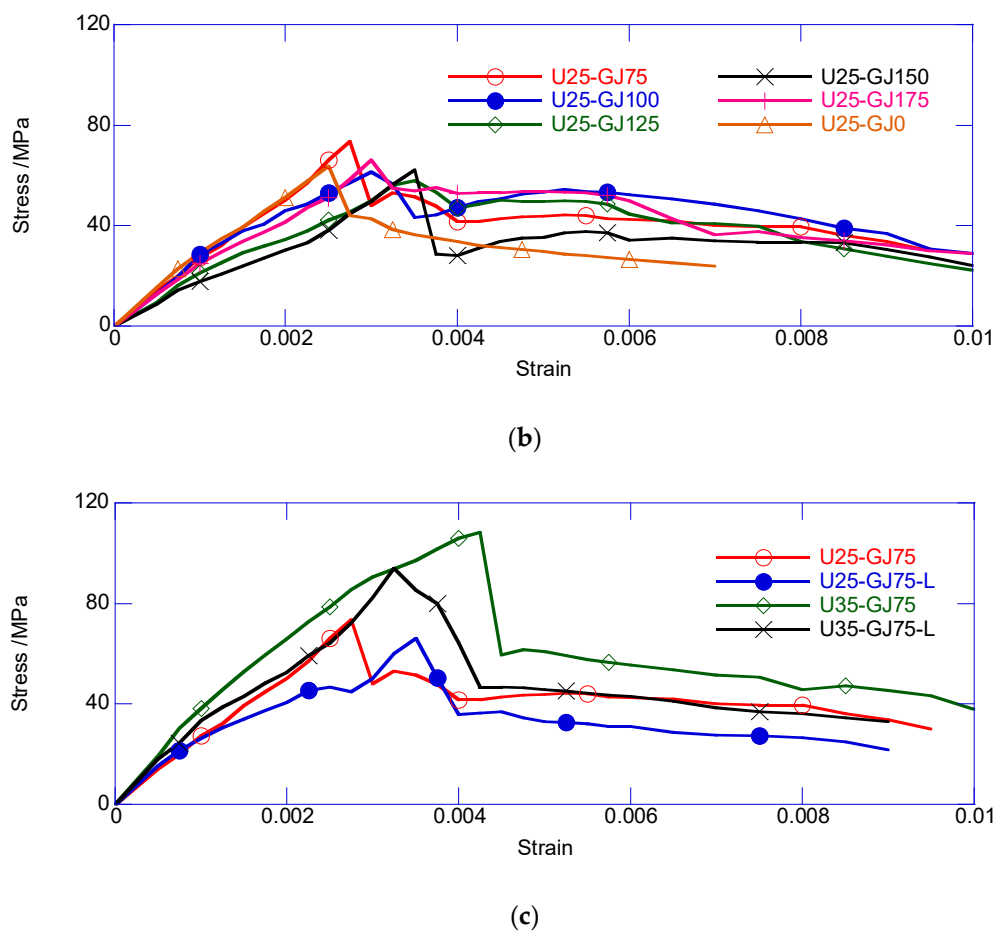 120
80
40
0
Stress /MPa
U25-GJ75
U25-GJ100
U25-GJ125
U25-GJ150
U25-GJ175
U25-GJ0
0 0.002 0.004 0.006 0.008 0.01
Strain
(b)
120
80
40
0
Stress /MPa
U25-GJ75
U25-GJ75-L
U35-GJ75
U35-GJ75-L
0 0.002 0.004 0.006 0.008 0.01
Strain
(c)